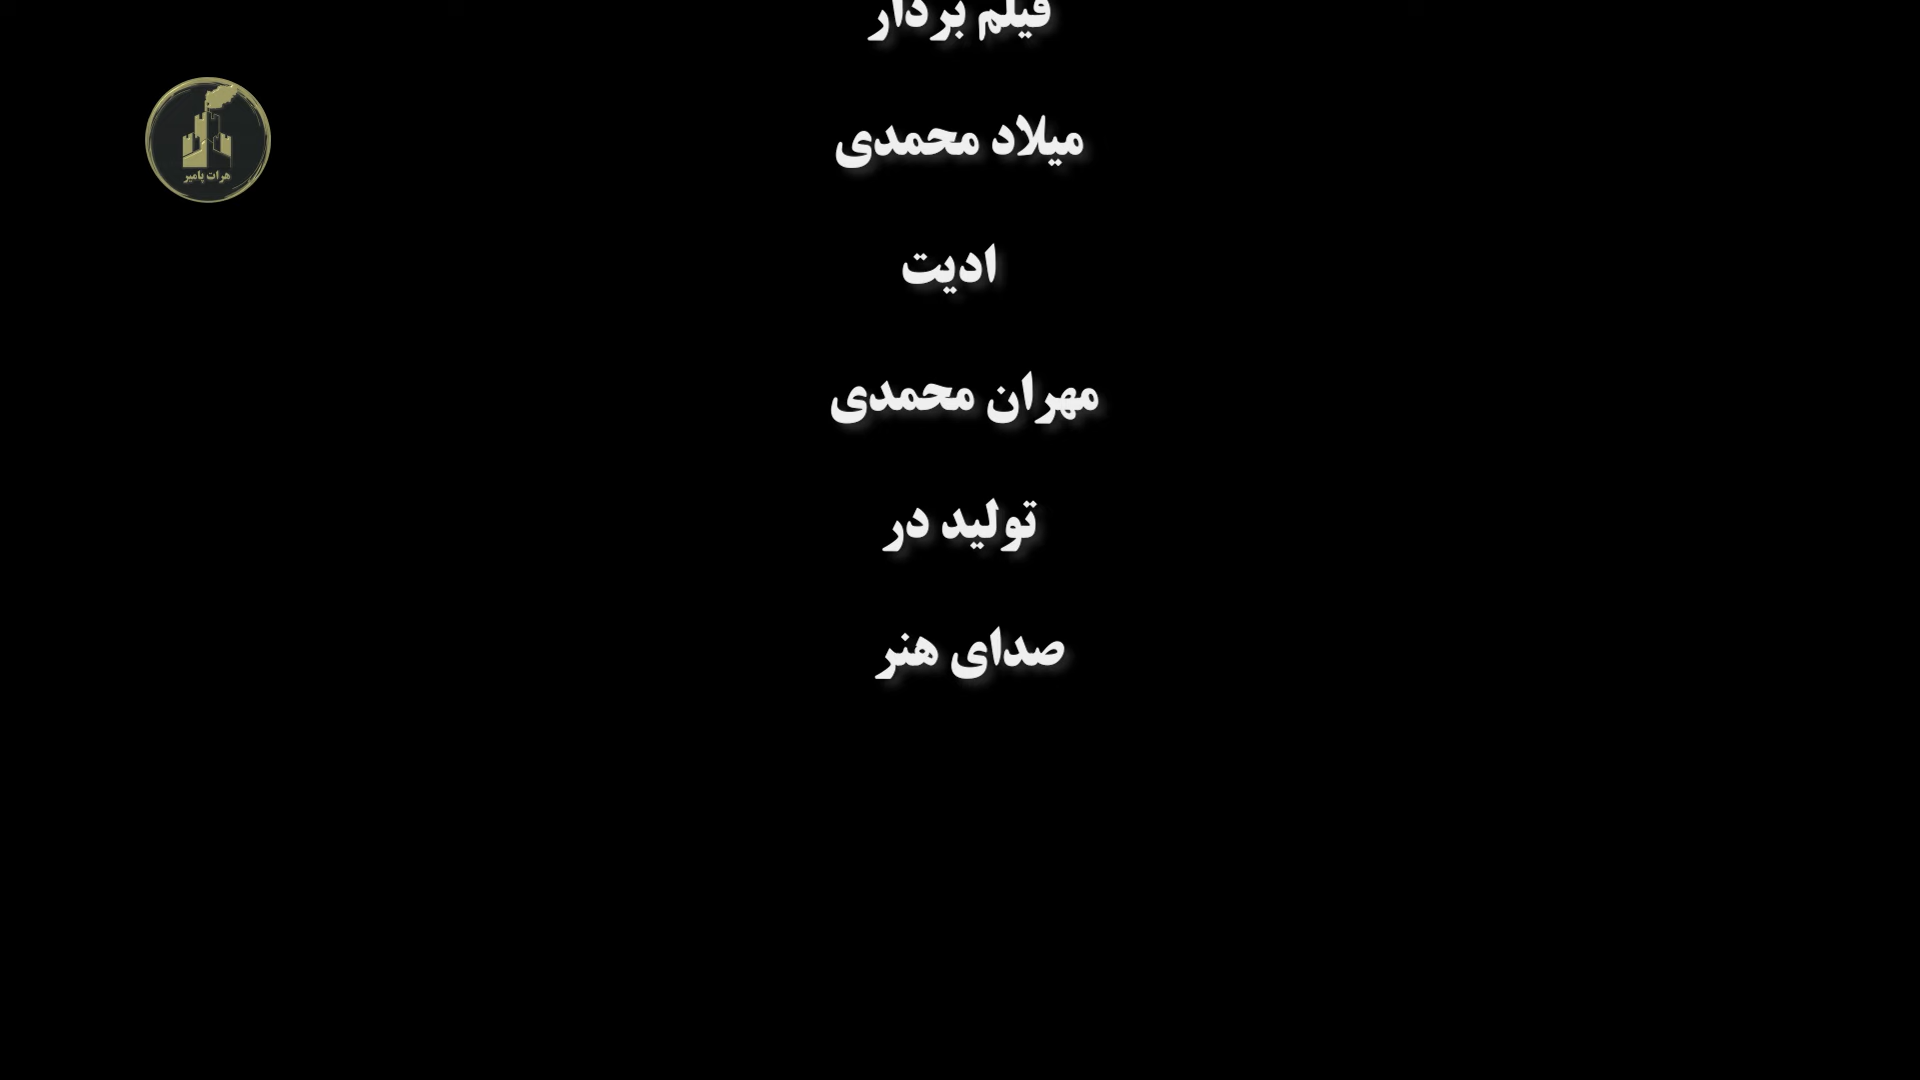 فیلم بردار
هرات پامیر
میلاد محمدی
ادیت
مهران محمدی
تولید در
صدای هنر